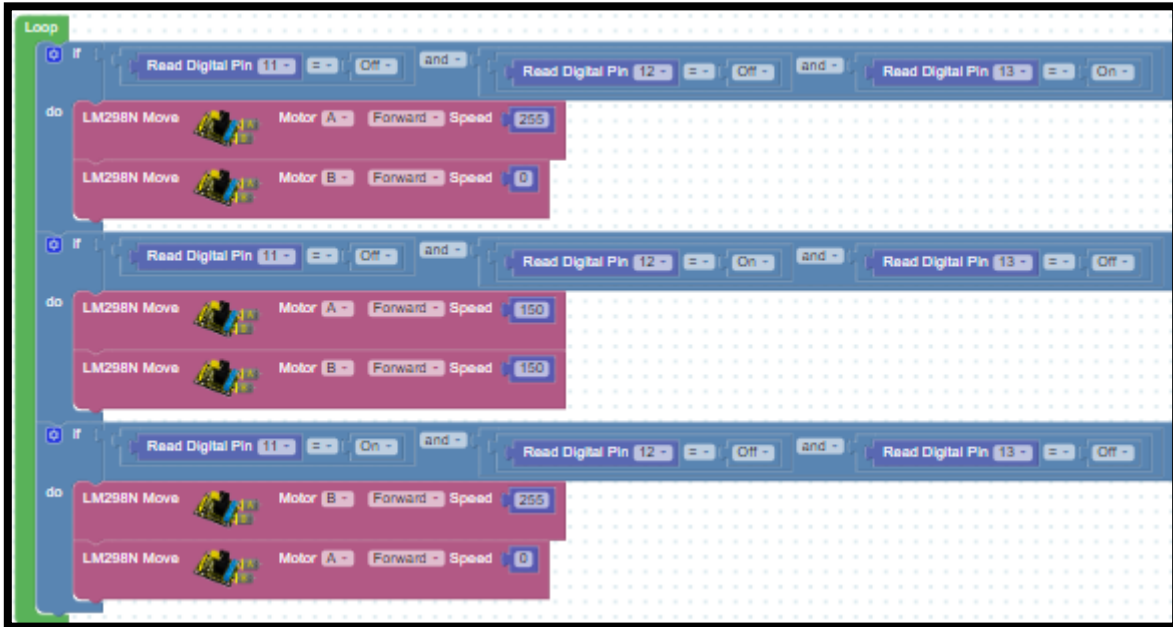 Loop
if Read Digital Pin 11 = Off and Read Digital Pin 12 = Off and Read Digital Pin 13 = On
do LM298N Move Motor A Forward Speed 255
LM298N Move Motor B Forward Speed 0
if Read Digital Pin 11 = Off and Read Digital Pin 12 = On and Read Digital Pin 13 = Off
do LM298N Move Motor A Forward Speed 150
LM298N Move Motor B Forward Speed 150
if Read Digital Pin 11 = On and Read Digital Pin 12 = Off and Read Digital Pin 13 = Off
do LM298N Move Motor B Forward Speed 255
LM298N Move Motor A Forward Speed 0